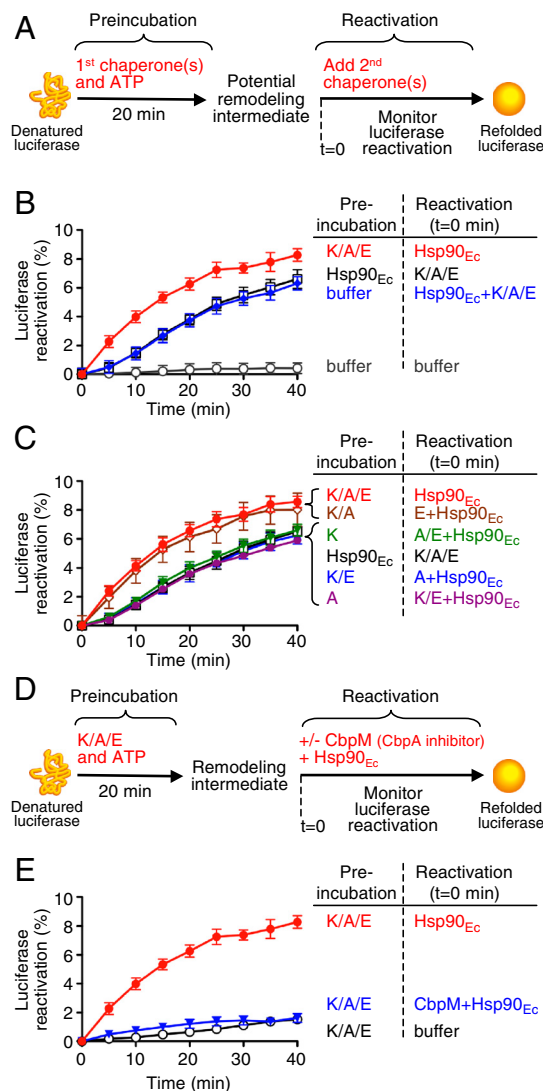 A
Preincubation
Reactivation
1st chaperone(s)
and ATP
20 min
Denatured
luciferase
Potential
remodeling
intermediate
Add 2nd
chaperone(s)
t=0
Monitor
luciferase
reactivation
Refolded
luciferase
B
Luciferase
reactivation (%)
10
8
6
4
2
0
0 10 20 30 40
Time (min)
Pre-
incubation
Reactivation
(t=0 min)
K/A/E Hsp90Ec
Hsp90Ec K/A/E
buffer Hsp90Ec+K/A/E
buffer buffer
C
Luciferase
reactivation (%)
10
8
6
4
2
0
0 10 20 30 40
Time (min)
Pre-
incubation
Reactivation
(t=0 min)
K/A/E Hsp90Ec
K/A E+Hsp90Ec
K A/E+Hsp90Ec
Hsp90Ec K/A/E
K/E A+Hsp90Ec
A K/E+Hsp90Ec
D
Preincubation
Reactivation
K/A/E
and ATP
20 min
Denatured
luciferase
Remodeling
intermediate
+/- CbpM (CbpA inhibitor)
+ Hsp90Ec
t=0
Monitor
luciferase
reactivation
Refolded
luciferase
E
Luciferase
reactivation (%)
10
8
6
4
2
0
0 10 20 30 40
Time (min)
Pre-
incubation
Reactivation
(t=0 min)
K/A/E Hsp90Ec
K/A/E CbpM+Hsp90Ec
K/A/E buffer